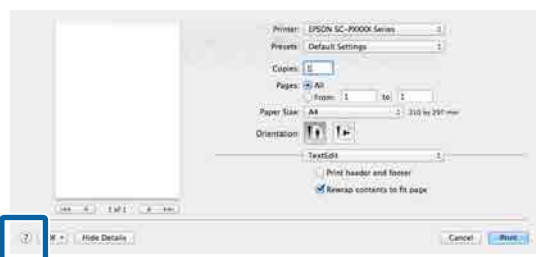 Printer: EPSON SC-PXXXX Series
Presets: Default Settings
Copies: 1
Pages: All
From: 1 to: 1
Paper Size: A4 210 by 297 mm
Orientation:
TextEdit
Print header and footer
Rewrap contents to fit page
1 of 1
? Hide Details Cancel Print